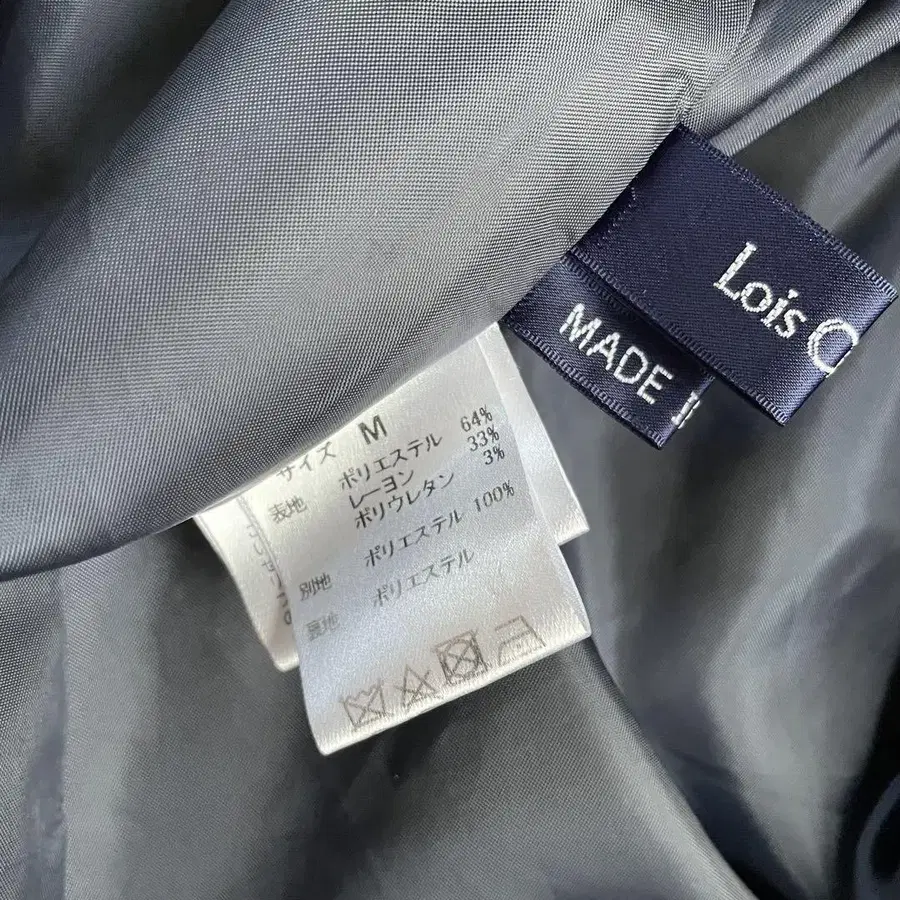 Lois C
MADE
サイズ M
表地 ポリエステル 64%
レーヨン 33%
ポリウレタン 3%
別地 ポリエステル 100%
裏地 ポリエステル